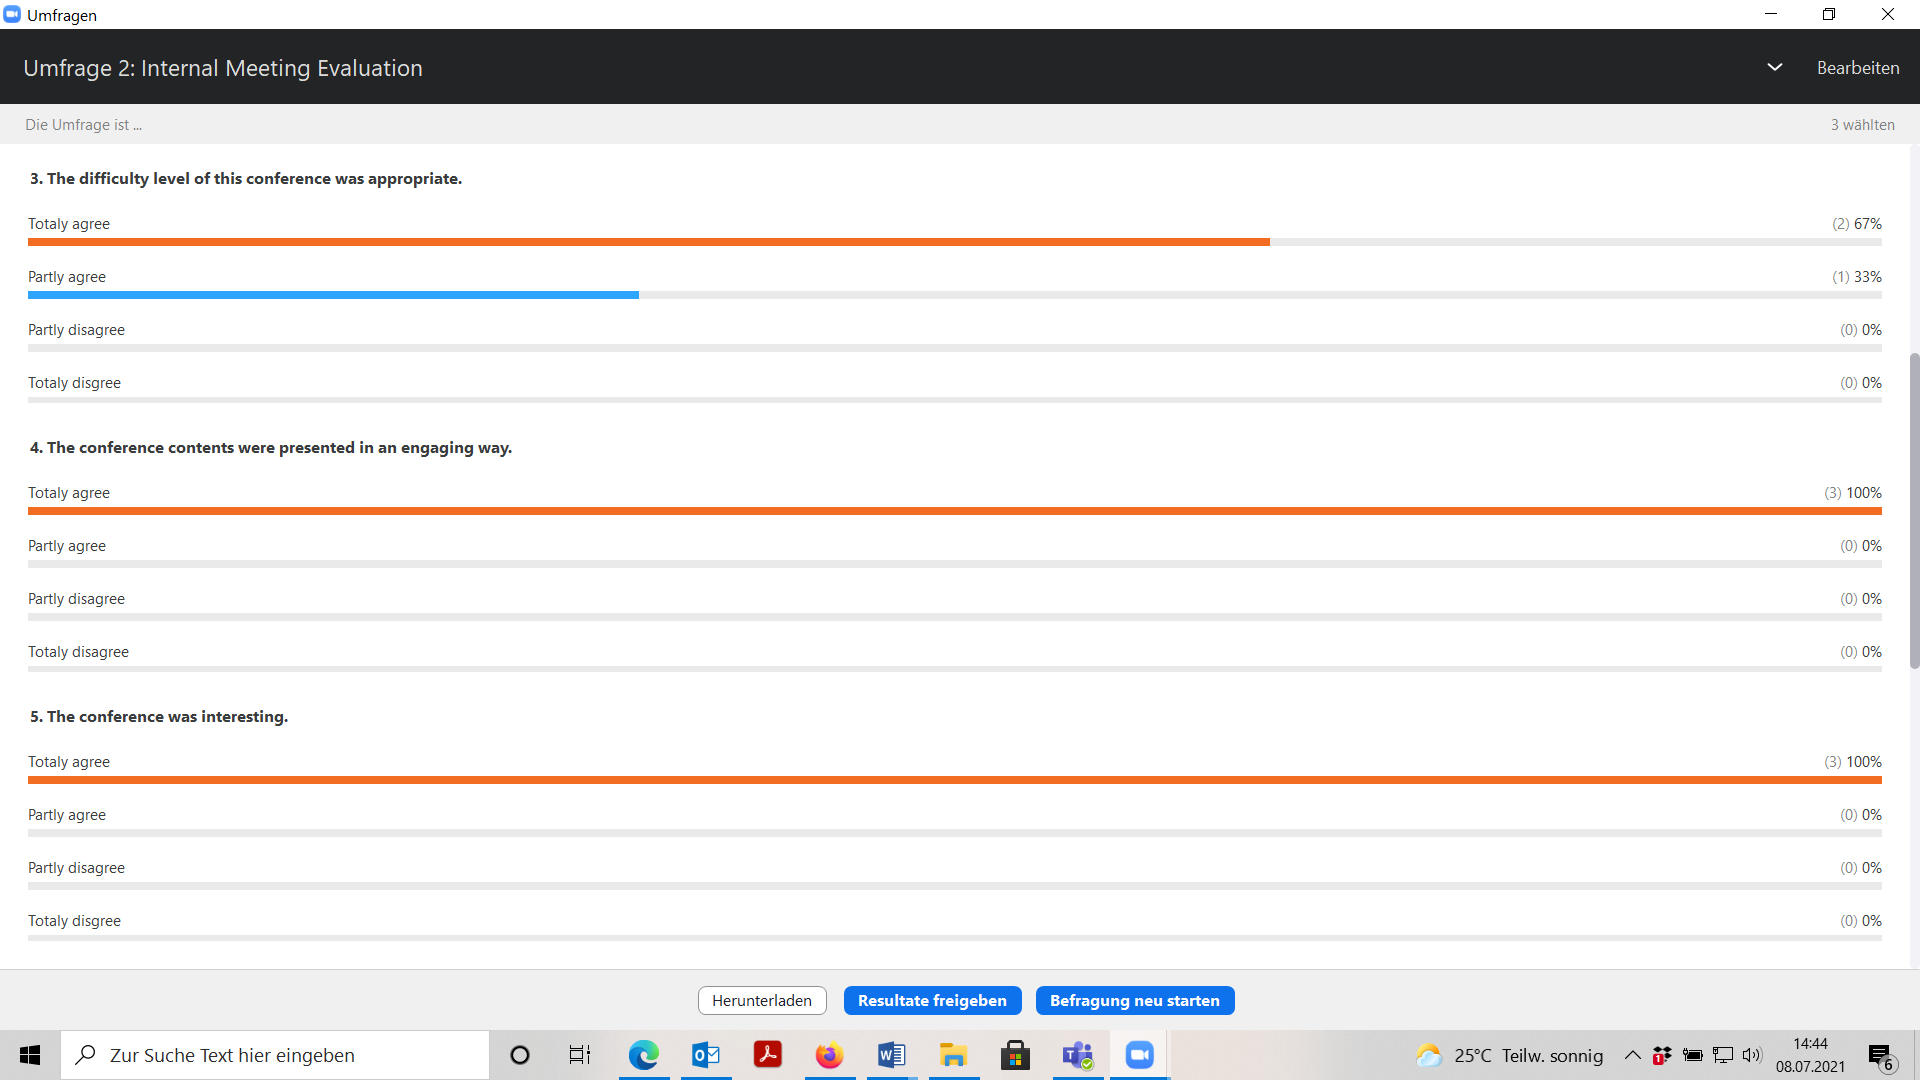 Umfragen
Umfrage 2: Internal Meeting Evaluation
Bearbeiten
Die Umfrage ist ...
3 wählten
3. The difficulty level of this conference was appropriate.
Totaly agree
(2) 67%
Partly agree
(1) 33%
Partly disagree
(0) 0%
Totaly disgree
(0) 0%
4. The conference contents were presented in an engaging way.
Totaly agree
(3) 100%
Partly agree
(0) 0%
Partly disagree
(0) 0%
Totaly disagree
(0) 0%
5. The conference was interesting.
Totaly agree
(3) 100%
Partly agree
(0) 0%
Partly disagree
(0) 0%
Totaly disgree
(0) 0%
Herunterladen
Resultate freigeben
Befragung neu starten
Zur Suche Text hier eingeben
25°C Teilw. sonnig
1
14:44
08.07.2021
6